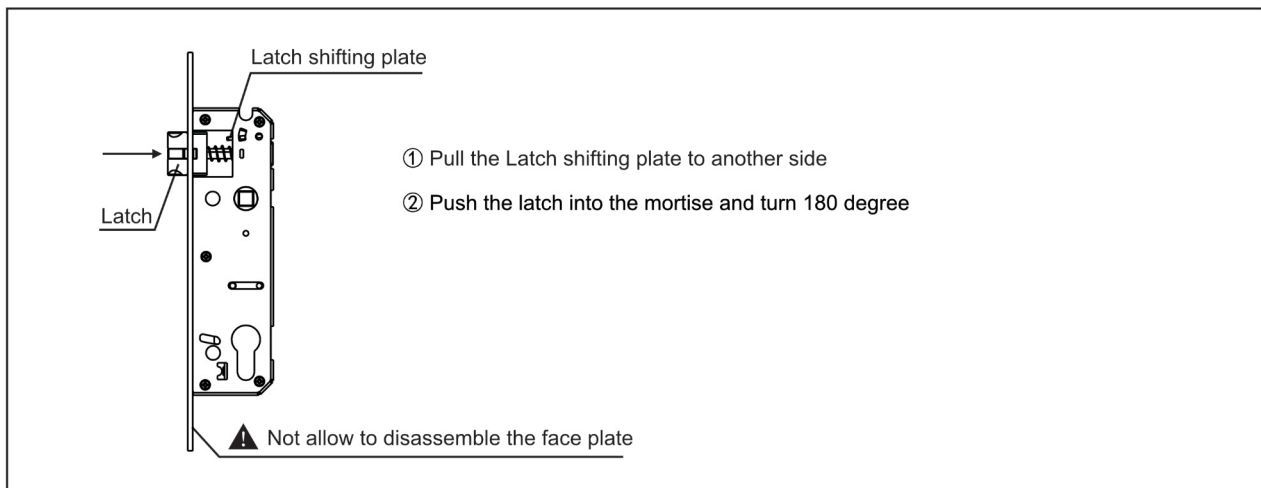 Latch shifting plate
① Pull the Latch shifting plate to another side
② Push the latch into the mortise and turn 180 degree
Latch
Not allow to disassemble the face plate